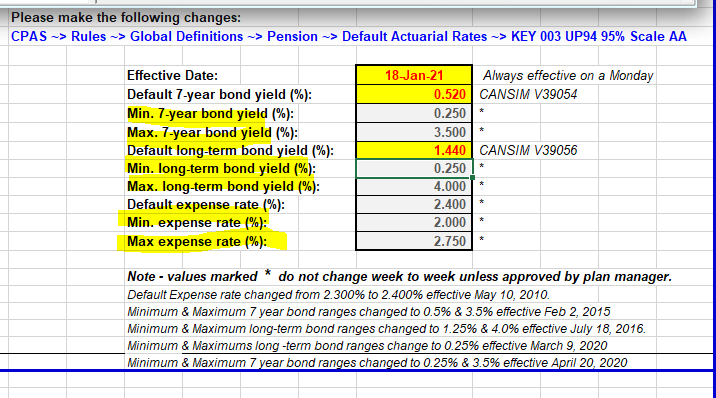 Please make the following changes:
CPAS ~> Rules ~> Global Definitions ~> Pension ~> Default Actuarial Rates ~> KEY 003 UP94 95% Scale AA
Effective Date: 18-Jan-21 Always effective on a Monday
Default 7-year bond yield (%): 0.520 CANSIM V39054
Min. 7-year bond yield (%): 0.250 *
Max. 7-year bond yield (%): 3.500 *
Default long-term bond yield (%): 1.440 CANSIM V39056
Min. long-term bond yield (%): 0.250 *
Max. long-term bond yield (%): 4.000 *
Default expense rate (%): 2.400 *
Min. expense rate (%): 2.000 *
Max expense rate (%): 2.750 *
Note - values marked * do not change week to week unless approved by plan manager.
Default Expense rate changed from 2.300% to 2.400% effective May 10, 2010.
Minimum & Maximum 7 year bond ranges changed to 0.5% & 3.5% effective Feb 2, 2015
Minimum & Maximum long-term bond ranges changed to 1.25% & 4.0% effective July 18, 2016.
Minimum & Maximums long -term bond ranges change to 0.25% effective March 9, 2020
Minimum & Maximum 7 year bond ranges changed to 0.25% & 3.5% effective April 20, 2020